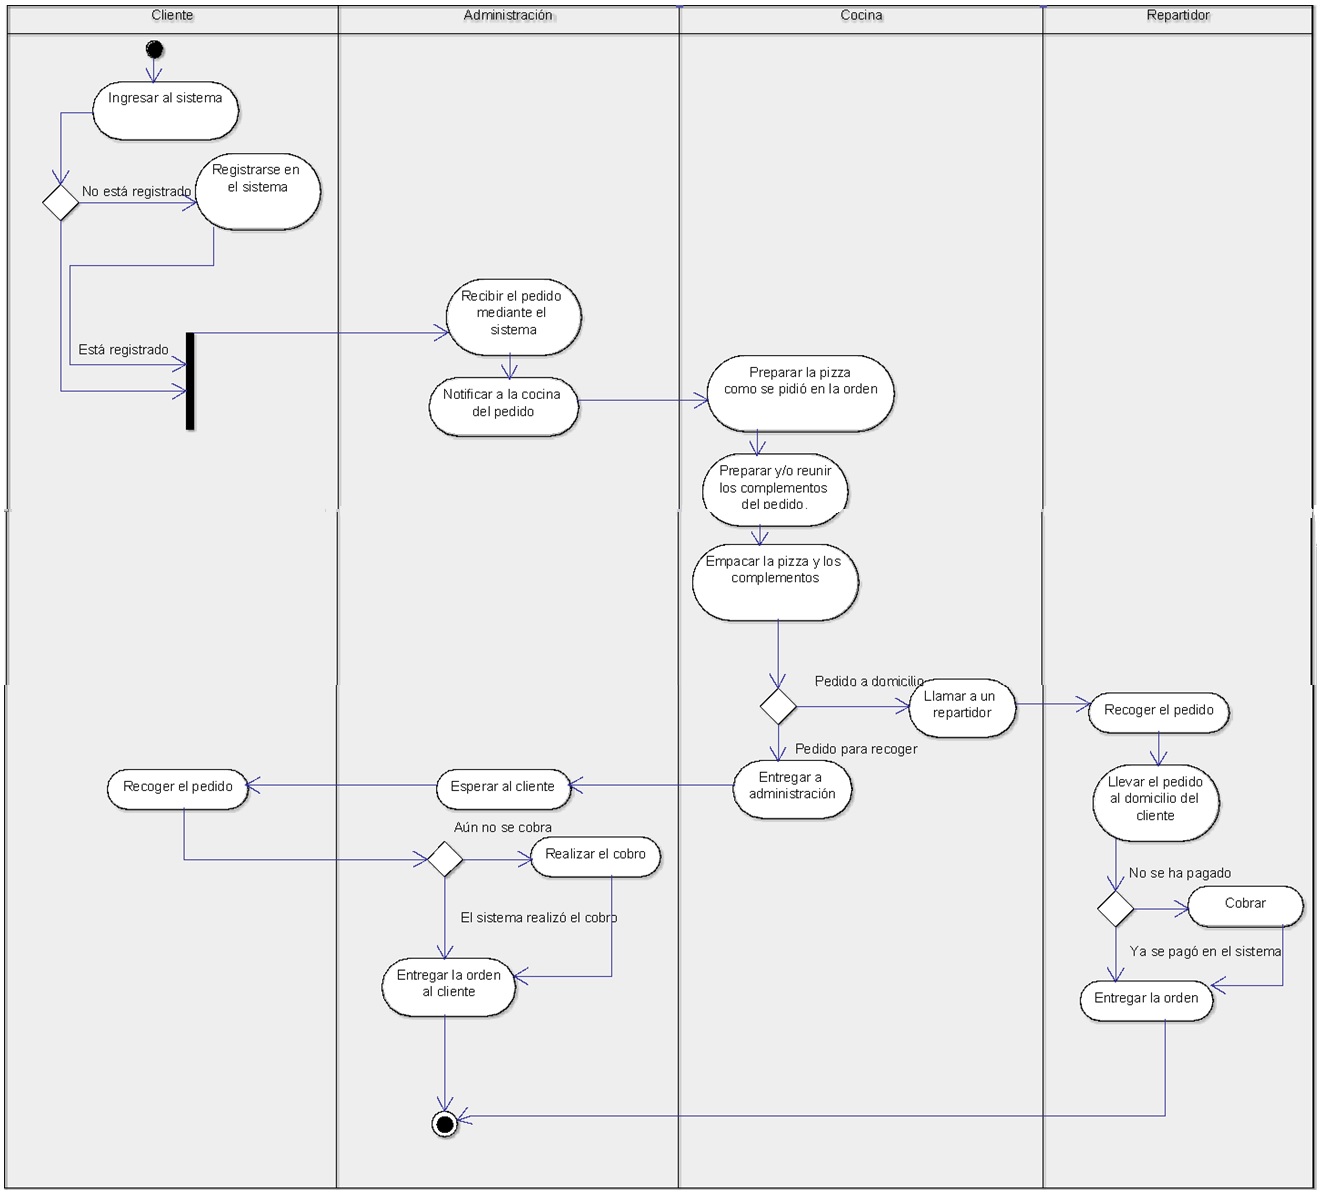 Cliente
Administración
Cocina
Repartidor
Ingresar al sistema
Registrarse en
el sistema
No está registrado
Está registrado
Recibir el pedido
mediante el
sistema
Notificar a la cocina
del pedido
Preparar la pizza
como se pidió en la orden
Preparar y/o reunir
los complementos
del pedido.
Empacar la pizza y los
complementos
Pedido a domicilio
Llamar a un
repartidor
Recoger el pedido
Pedido para recoger
Entregar a
administración
Esperar al cliente
Recoger el pedido
Llevar el pedido
al domicilio del
cliente
Aún no se cobra
Realizar el cobro
El sistema realizó el cobro
Entregar la orden
al cliente
No se ha pagado
Cobrar
Ya se pagó en el sistema
Entregar la orden